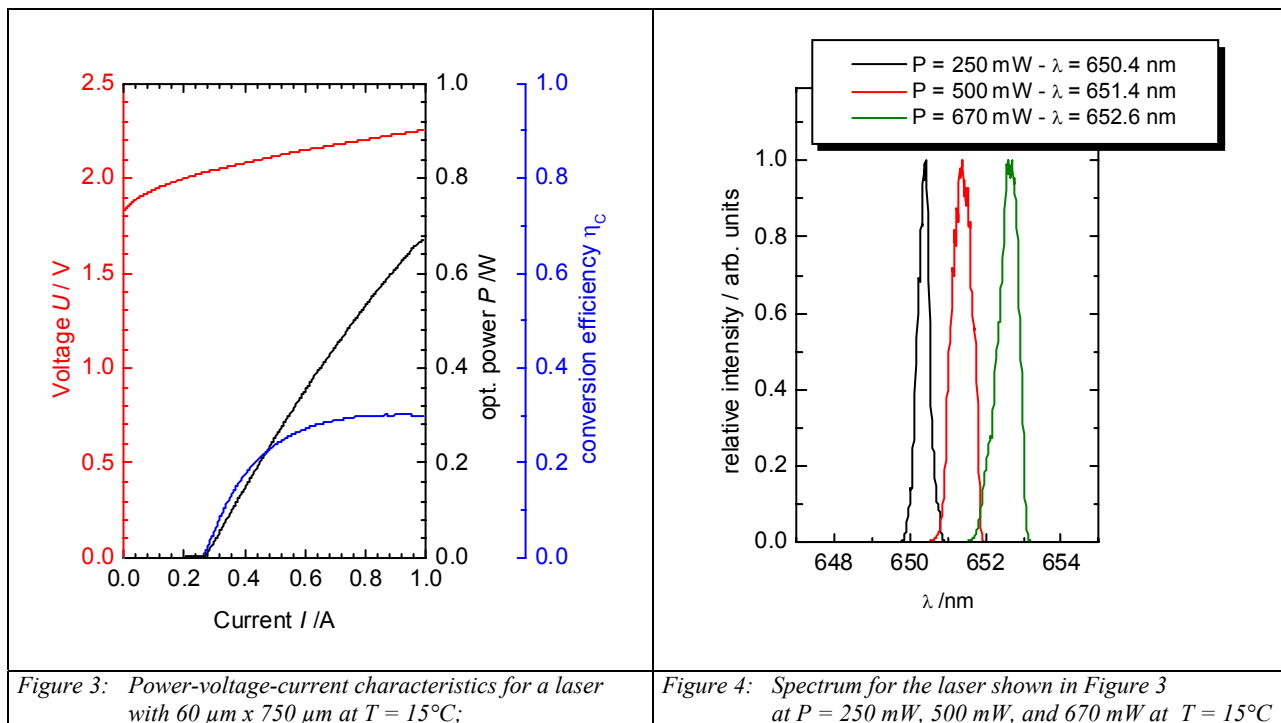 2.5
2.0
1.5
1.0
0.5
0.0
Voltage U / V
1.0
0.8
0.6
0.4
0.2
0.0
opt. power P /W
1.0
0.8
0.6
0.4
0.2
0.0
conversion efficiency ηC
0.0 0.2 0.4 0.6 0.8 1.0
Current I /A
P = 250 mW - λ = 650.4 nm
P = 500 mW - λ = 651.4 nm
P = 670 mW - λ = 652.6 nm
1.0
0.8
0.6
0.4
0.2
0.0
relative intensity / arb. units
648 650 652 654
λ /nm
Figure 3: Power-voltage-current characteristics for a laser
with 60 µm x 750 µm at T = 15°C;
Figure 4: Spectrum for the laser shown in Figure 3
at P = 250 mW, 500 mW, and 670 mW at T = 15°C